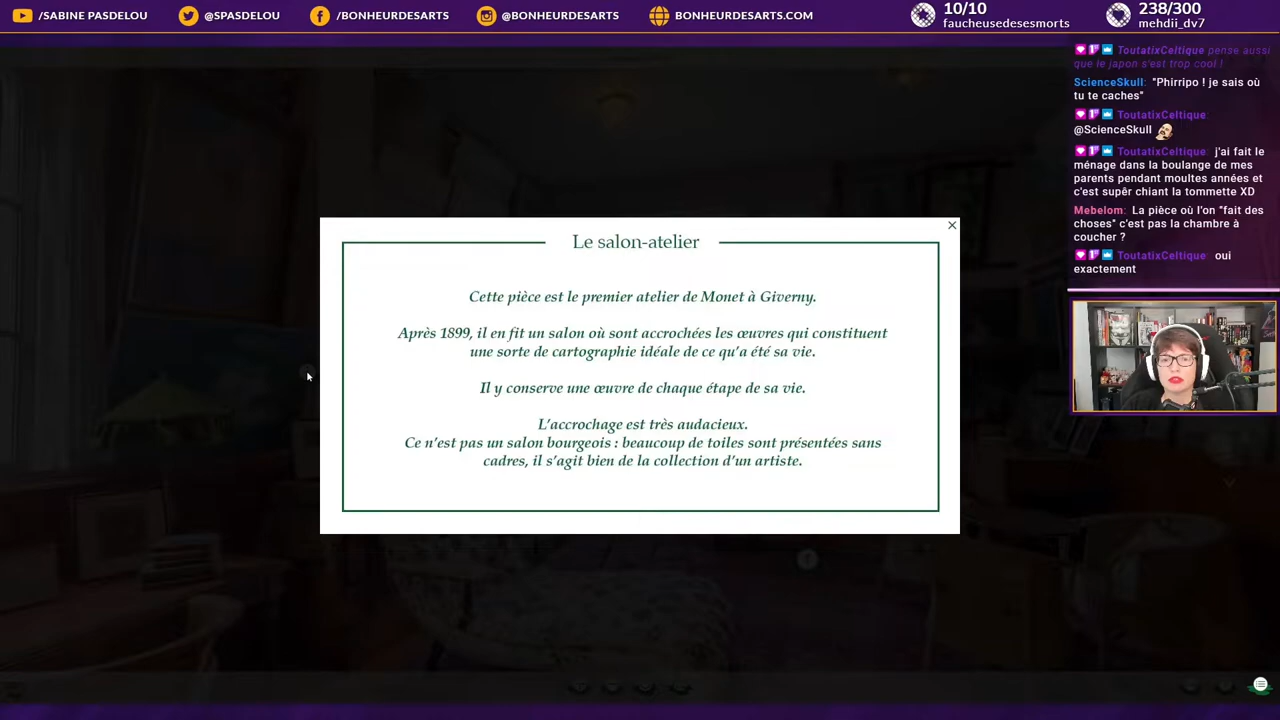 /SABINE PASDELOU
@SPASDELOU
/BONHEURDESARTS
@BONHEURDESARTS
BONHEURDESARTS.COM
10/10
faucheusedesesmorts
238/300
mehdii_dv7
ToutatixCeltique pense aussi
que le japon s'est trop cool !
ScienceSkull: "Phirripo ! je sais où
tu te caches"
ToutatixCeltique:
@ScienceSkull
ToutatixCeltique: j'ai fait le
ménage dans la boulange de mes
parents pendant moultes années et
c'est supêr chiant la tommette XD
Mebelom: La pièce où l'on "fait des
choses" c'est pas la chambre à
coucher ?
ToutatixCeltique: oui
exactement
Le salon-atelier
Cette pièce est le premier atelier de Monet à Giverny.
Après 1899, il en fit un salon où sont accrochées les œuvres qui constituent
une sorte de cartographie idéale de ce qu'a été sa vie.
Il y conserve une œuvre de chaque étape de sa vie.
L'accrochage est très audacieux.
Ce n'est pas un salon bourgeois : beaucoup de toiles sont présentées sans
cadres, il s'agit bien de la collection d'un artiste.